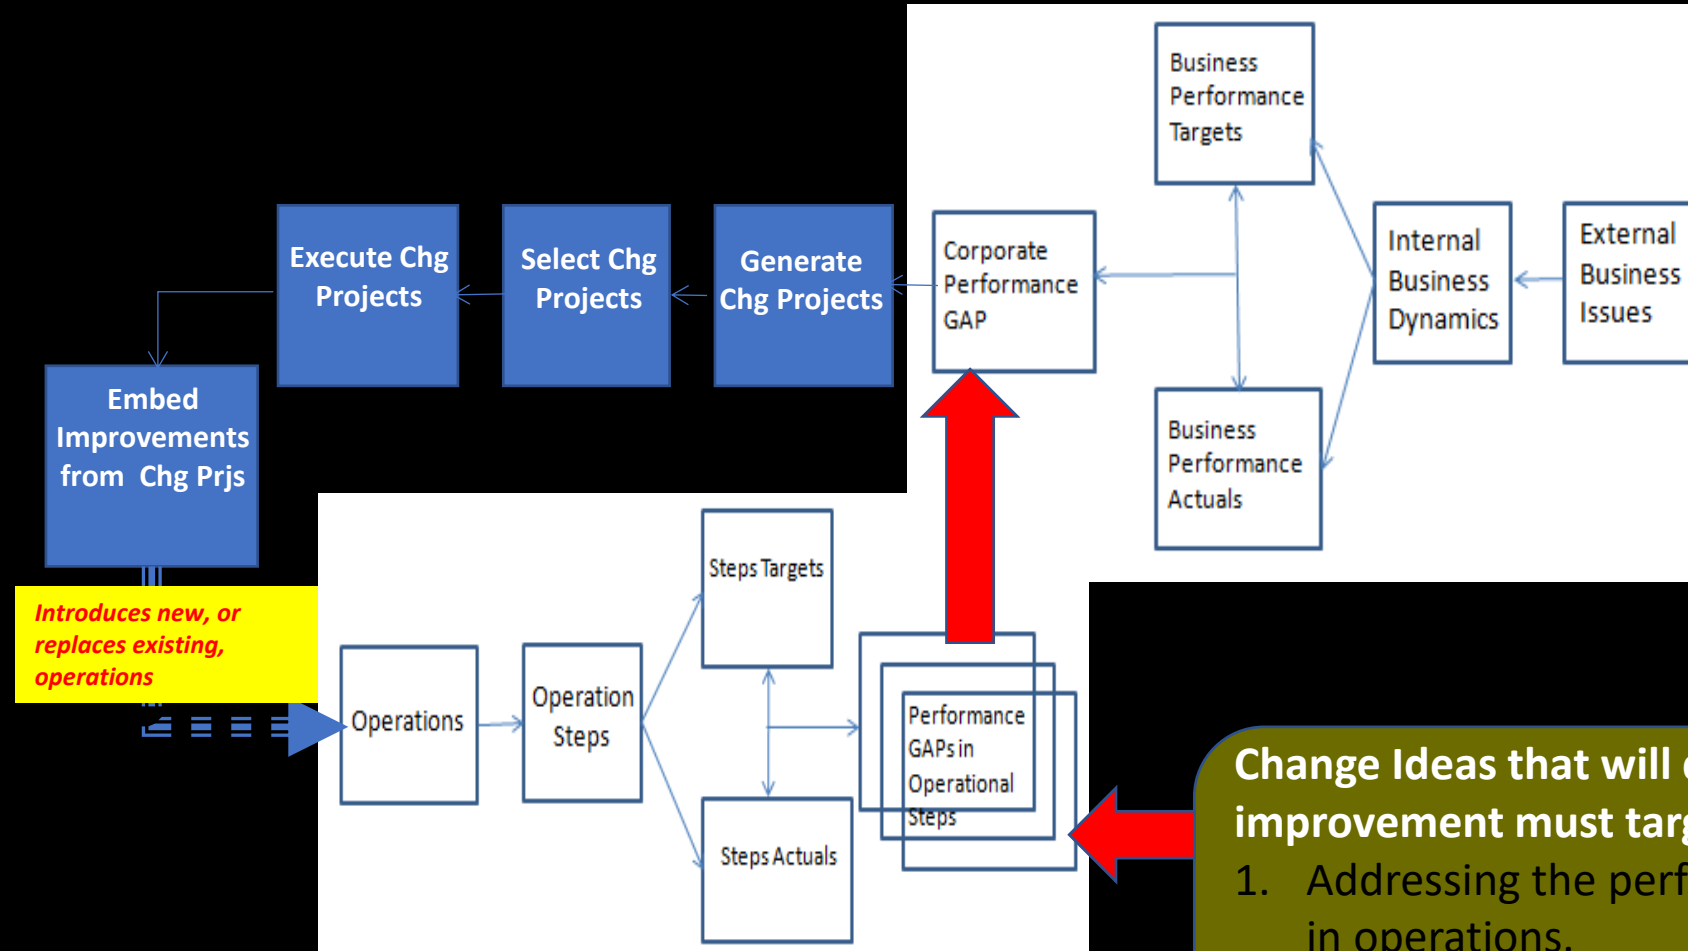 Business
Performance
Targets
Execute Chg
Projects
Select Chg
Projects
Generate
Chg Projects
Corporate
Performance
GAP
Internal
Business
Dynamics
External
Business
Issues
Embed
Improvements
from Chg Prjs
Business
Performance
Actuals
Introduces new, or
replaces existing,
operations
Steps Targets
Operations
Operation
Steps
Performance
GAPs in
Operational
Steps
Steps Actuals
Change Ideas that will
improvement must
1. Addressing the
in operations.